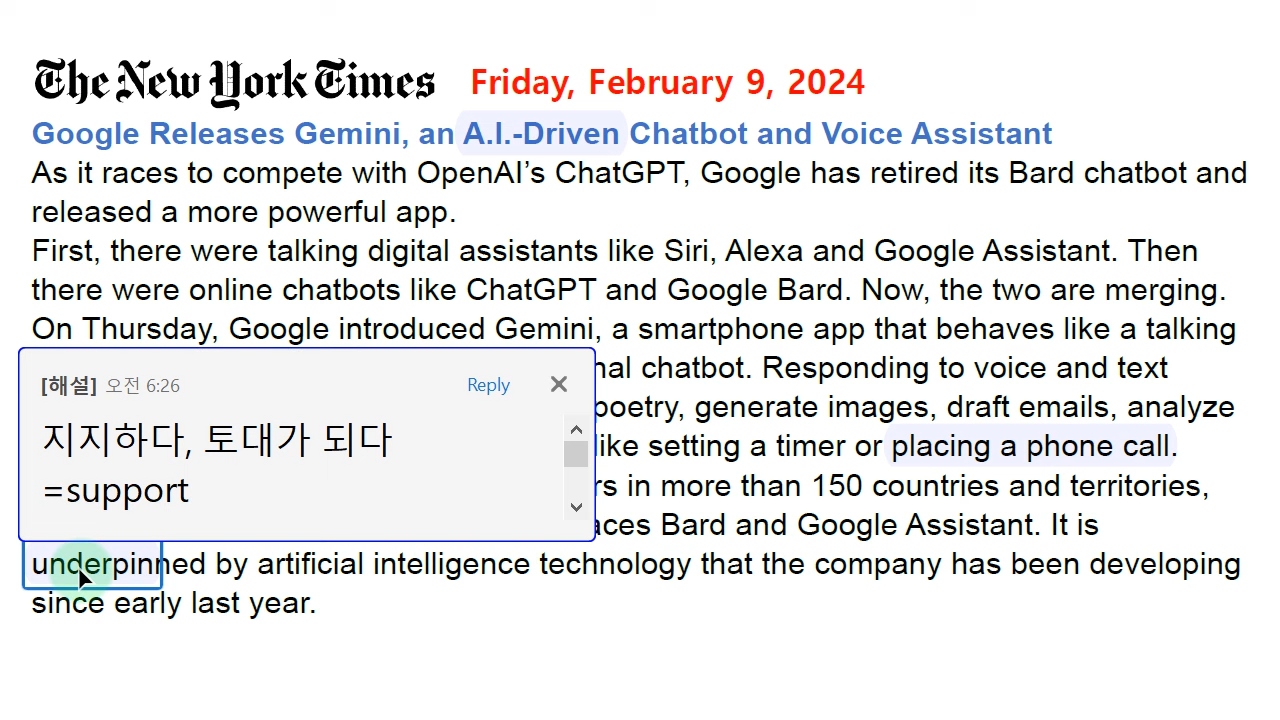 The New York Times Friday, February 9, 2024
Google Releases Gemini, an A.I.-Driven Chatbot and Voice Assistant
As it races to compete with OpenAI’s ChatGPT, Google has retired its Bard chatbot and
released a more powerful app.
First, there were talking digital assistants like Siri, Alexa and Google Assistant. Then
there were online chatbots like ChatGPT and Google Bard. Now, the two are merging.
On Thursday, Google introduced Gemini, a smartphone app that behaves like a talking
chatbot. Responding to voice and text
poetry, generate images, draft emails, analyze
like setting a timer or placing a phone call.
in more than 150 countries and territories,
Bard and Google Assistant. It is
underpinned by artificial intelligence technology that the company has been developing
since early last year.
[해설] 오전 6:26 Reply
지지하다, 토대가 되다
=support